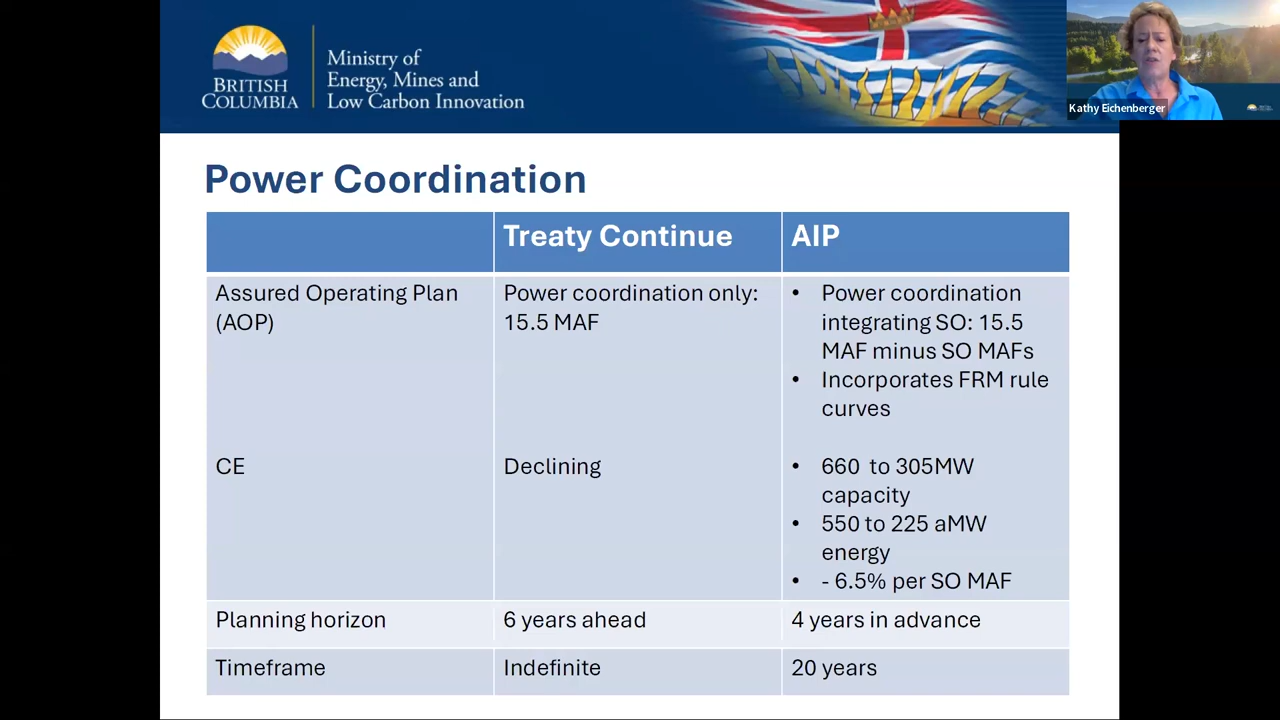 BRITISH
COLUMBIA
Ministry of
Energy, Mines and
Low Carbon Innovation
Kathy Eichenberger
Power Coordination
Treaty Continue
AIP
Assured Operating Plan
(AOP)
Power coordination only:
15.5 MAF
• Power coordination
integrating SO: 15.5
MAF minus SO MAFs
• Incorporates FRM rule
curves
CE
Declining
• 660 to 305MW
capacity
• 550 to 225 aMW
energy
• - 6.5% per SO MAF
Planning horizon
6 years ahead
4 years in advance
Timeframe
Indefinite
20 years